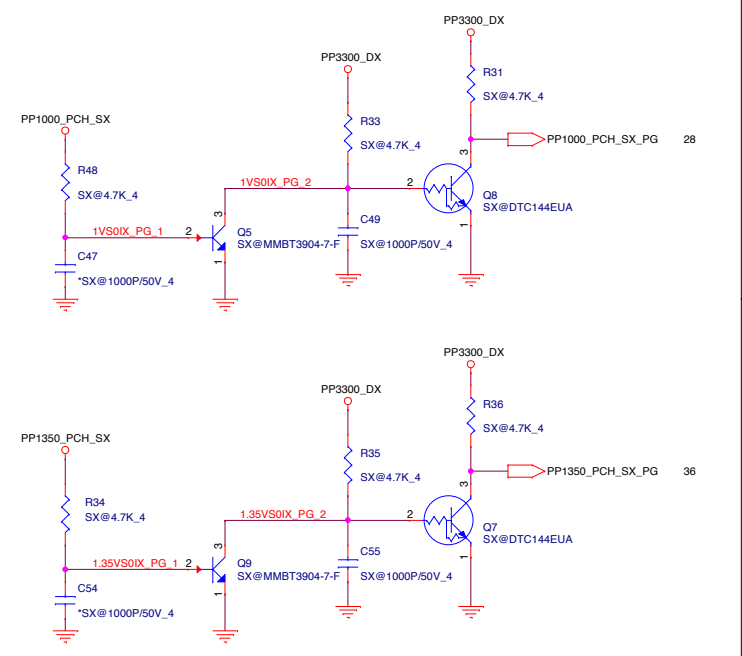 PP3300_DX
PP3300_DX
R31
SX@4.7K_4
PP1000_PCH_SX
R33
SX@4.7K_4
PP1000_PCH_SX_PG 28
3
R48
SX@4.7K_4
1VS0IX_PG_2
2
Q8
SX@DTC144EUA
3
1
1VS0IX_PG_1
2
Q5
SX@MMBT3904-7-F
C49
SX@1000P/50V_4
1
C47
*SX@1000P/50V_4
PP3300_DX
PP3300_DX
R36
SX@4.7K_4
PP1350_PCH_SX
R35
SX@4.7K_4
PP1350_PCH_SX_PG 36
3
R34
SX@4.7K_4
1.35VS0IX_PG_2
2
Q7
SX@DTC144EUA
3
1
1.35VS0IX_PG_1
2
Q9
SX@MMBT3904-7-F
C55
SX@1000P/50V_4
1
C54
*SX@1000P/50V_4